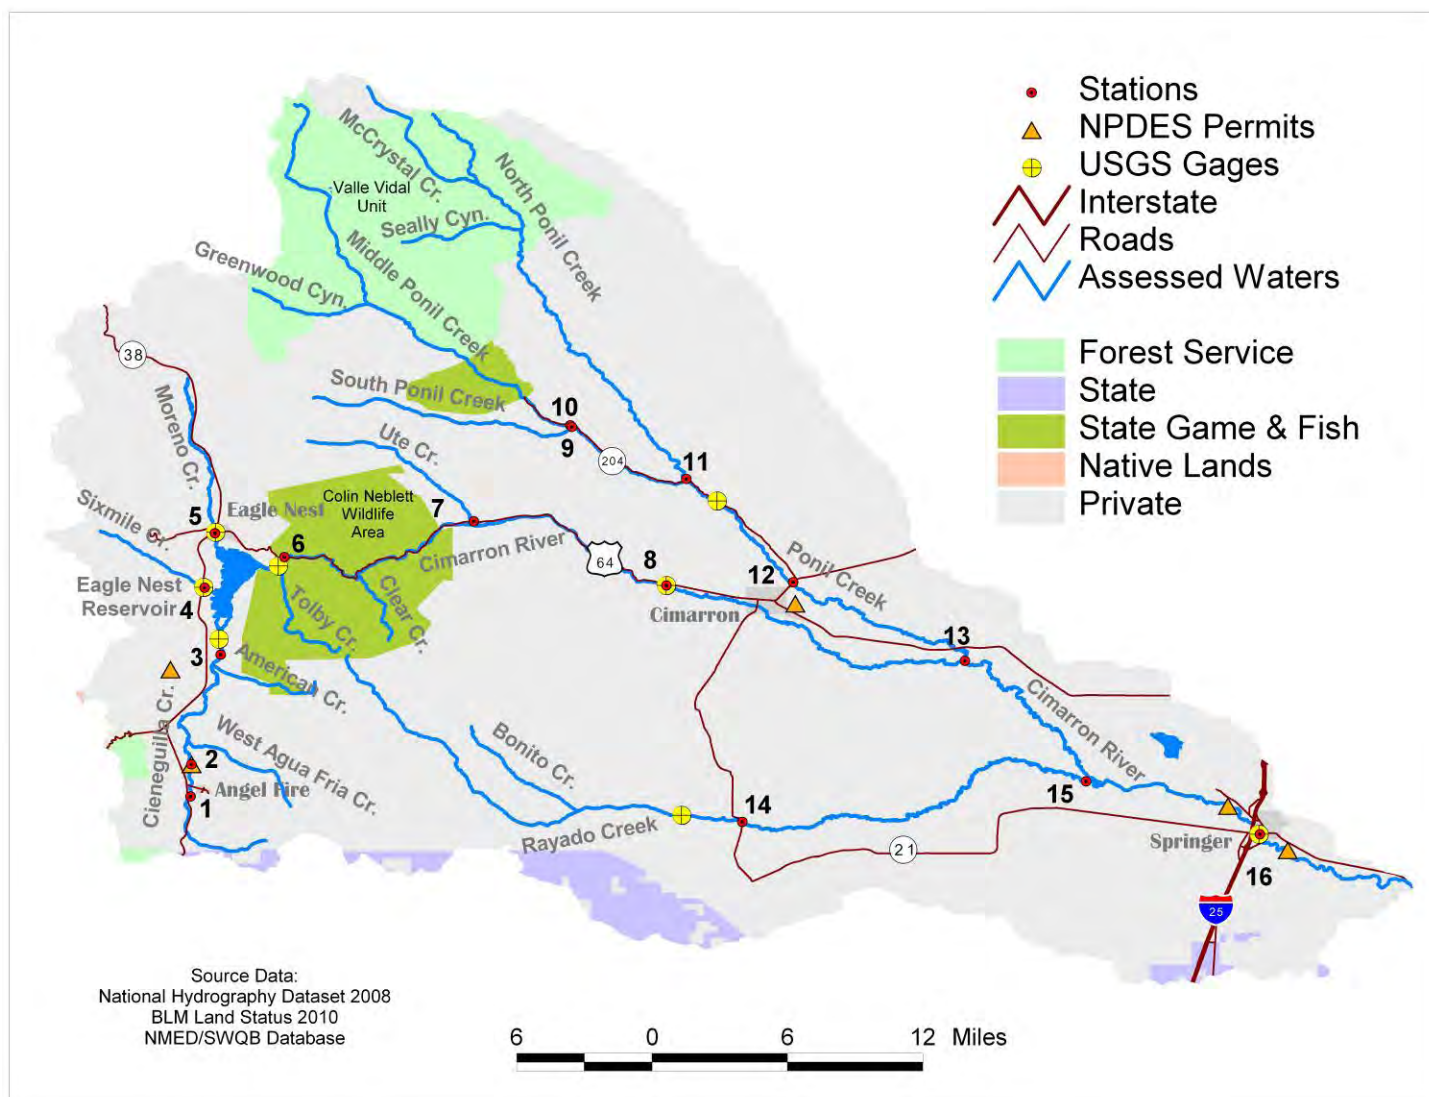 Stations
NPDES Permits
USGS Gages
Interstate
Roads
Assessed Waters
Forest Service
State
State Game & Fish
Native Lands
Private
McCrystal Cr.
North Ponil Creek
Valle Vidal
Unit
Seally Cyn.
Greenwood Cyn.
Middle Ponil Creek
38
South Ponil Creek
Moreno Cr.
10
9
204
11
Ute Cr.
Sixmile Cr.
5
Eagle Nest
Colin Neblett
Wildlife
Area
7
6
Cimarron River
64
8
Ponil Creek
12
Eagle Nest
Reservoir
4
Tolby Cr.
Clear Cr.
Cimarron
13
3
American Cr.
Cieneguilla Cr.
West Agua Fria Cr.
Bonito Cr.
Cimarron River
2
Angel Fire
1
15
14
Rayado Creek
21
Springer
16
25
Source Data:
National Hydrography Dataset 2008
BLM Land Status 2010
NMED/SWQB Database
6 0 6 12 Miles